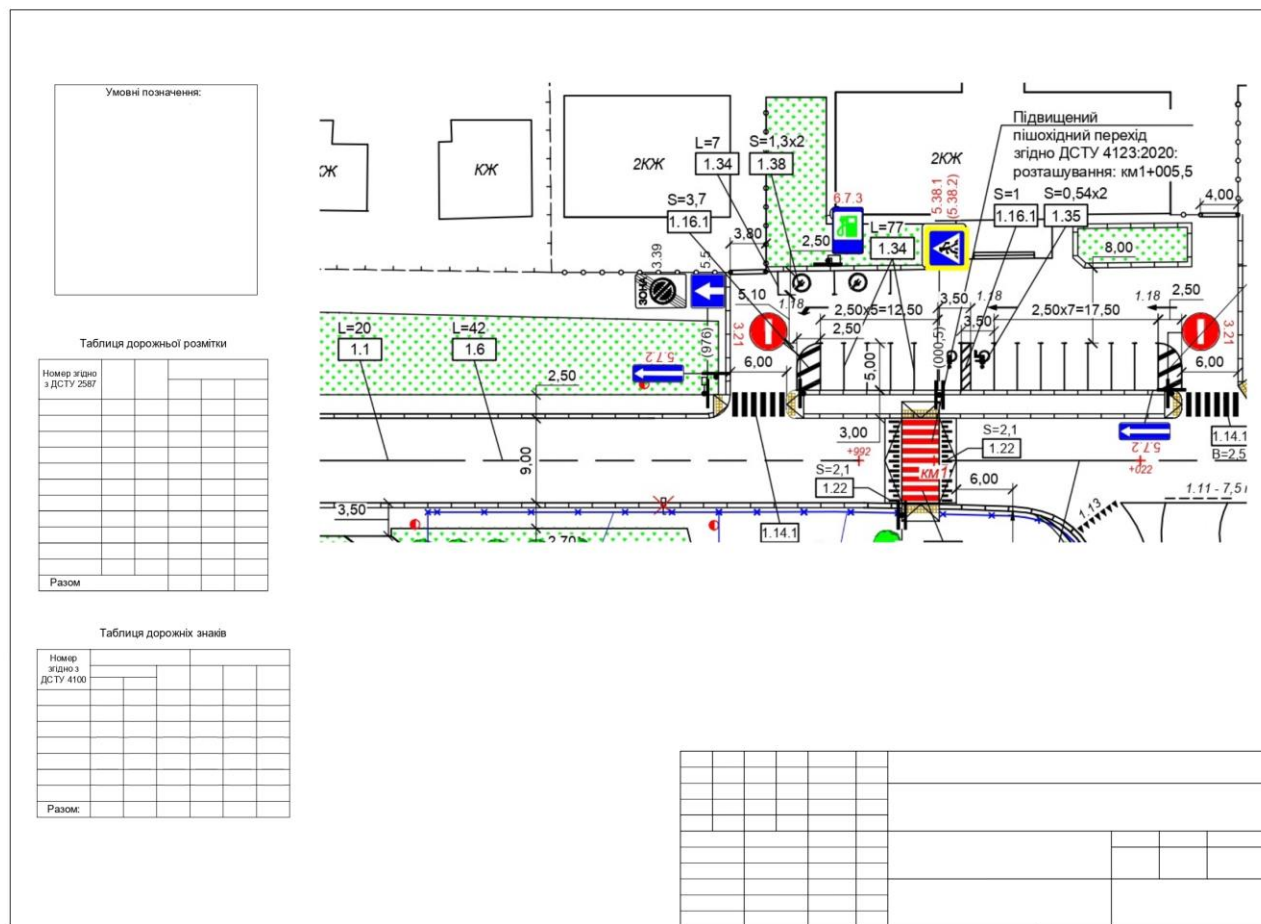 Умовні позначення:
Таблиця дорожньої розмітки
Номер згідно
з ДСТУ 2587
Разом
Таблиця дорожніх знаків
Номер
згідно з
ДСТУ 4100
Разом:
КЖ
КЖ
2КЖ
2КЖ
L=7
1.34
S=1,3x2
1.38
S=3,7
1.16.1
Підвищений
пішохідний перехід
згідно ДСТУ 4123:2020:
розташування: км1+005,5
6.7.3
5.38.1
(5.38.2)
S=1
1.16.1
S=0,54x2
1.35
4,00
3,80
2,50
L=77
1.34
8,00
3.39
5.5
ЗОНА
5,10
1.18
3,50
1.18
1.18
2,50
2,50x5=12,50
2,50x7=17,50
2,50
3,50
3.21
3.21
(976)
(000,5)
L=20
1.1
L=42
1.6
5.7.2
6,00
5,00
6,00
2,50
3,00
9,00
S=2,1
1.22
+992
км1
S=2,1
1.22
6,00
5.7.2
+022
1.14.1
B=2,5
3,50
2,70
1.14.1
1.13
1.11 - 7,5